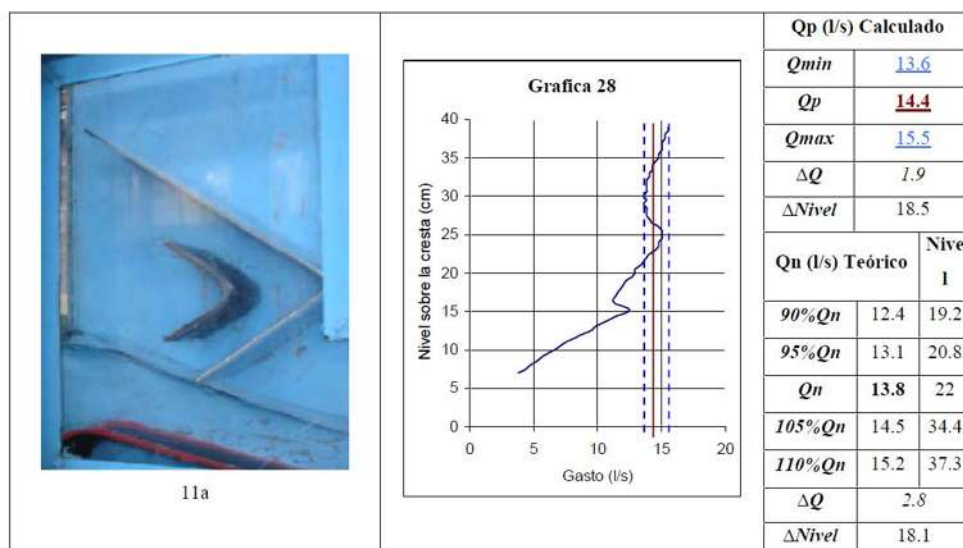 11a
Grafica 28
Nivel sobre la cresta (cm)
40
35
30
25
20
15
10
5
0
0 5 10 15 20
Gasto (l/s)
Qp (l/s) Calculado
Qmin 13.6
Qp 14.4
Qmax 15.5
ΔQ 1.9
ΔNivel 18.5
Qn (l/s) Teórico Nive
l
90%Qn 12.4 19.2
95%Qn 13.1 20.8
Qn 13.8 22
105%Qn 14.5 34.4
110%Qn 15.2 37.3
ΔQ 2.8
ΔNivel 18.1